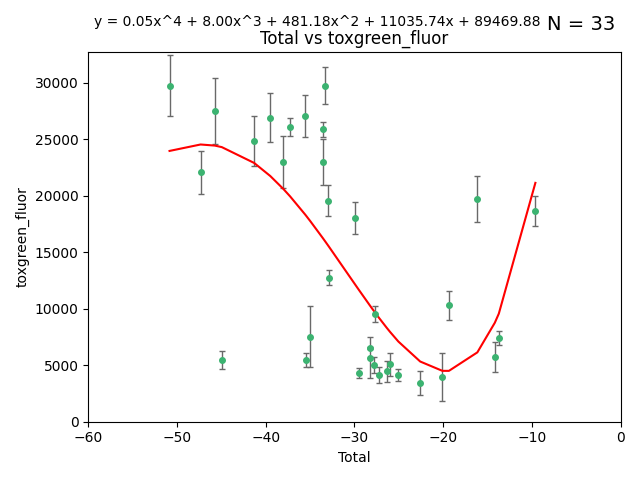 y = 0.05x^4 + 8.00x^3 + 481.18x^2 + 11035.74x + 89469.88 N = 33
Total vs toxgreen_fluor
30000
25000
20000
15000
10000
5000
0
toxgreen_fluor
−60 −50 −40 −30 −20 −10 0
Total